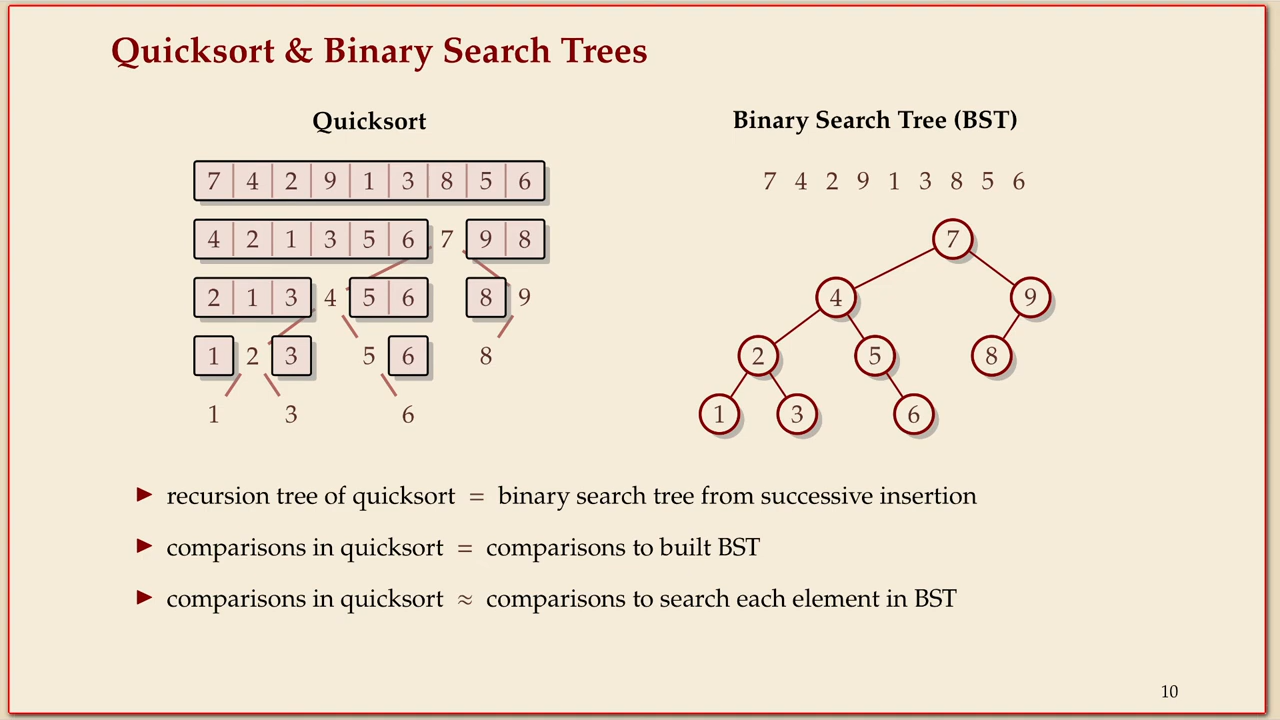 Quicksort & Binary Search Trees
Quicksort
7 4 2 9 1 3 8 5 6
4 2 1 3 5 6 7 9 8
2 1 3 4 5 6 8 9
1 2 3 5 6 8
1 3 6
Binary Search Tree (BST)
7 4 2 9 1 3 8 5 6
7
4 9
2 5 8
1 3 6
▶ recursion tree of quicksort = binary search tree from successive insertion
▶ comparisons in quicksort = comparisons to built BST
▶ comparisons in quicksort ≈ comparisons to search each element in BST
10